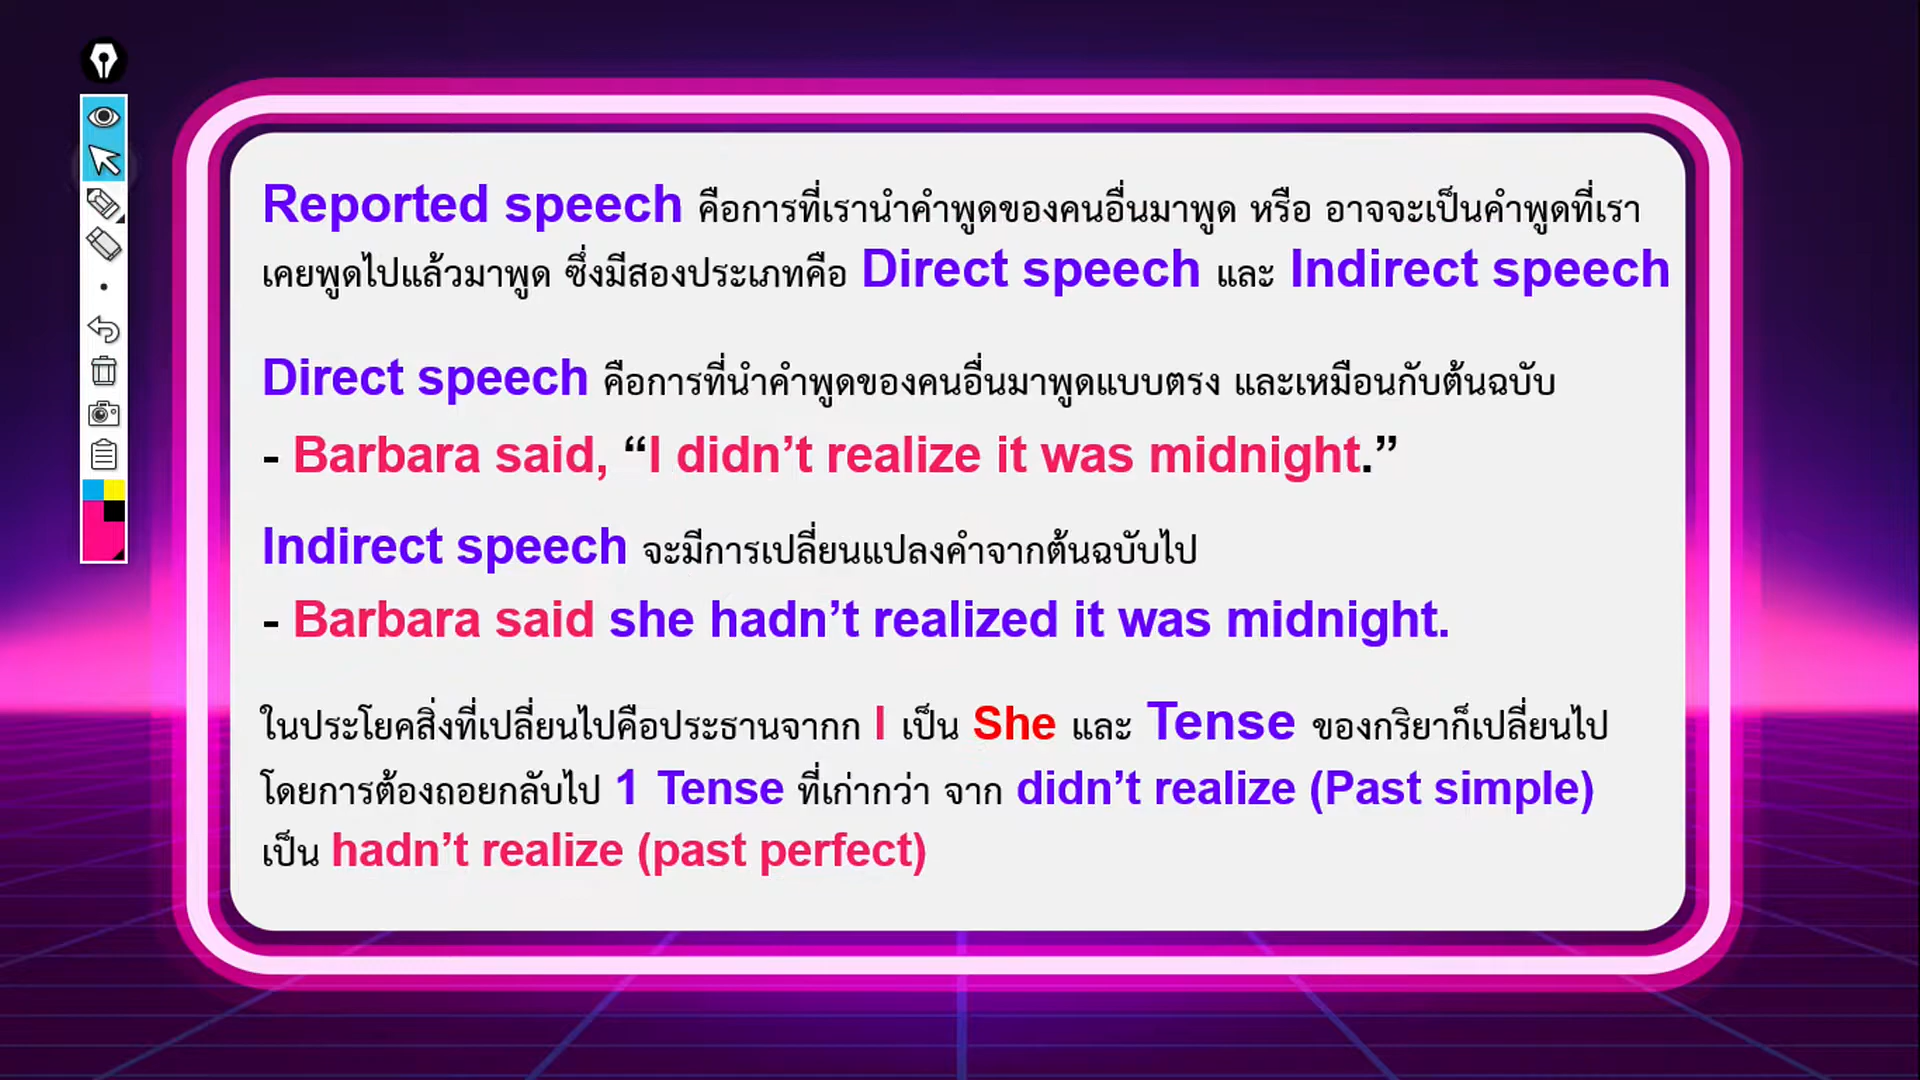 Reported speech คือการที่เรานำคำพูดของคนอื่นมาพูด หรือ อาจจะเป็นคำพูดที่เรา
เคยพูดไปแล้วมาพูด ซึ่งมีสองประเภทคือ Direct speech และ Indirect speech
Direct speech คือการที่นำคำพูดของคนอื่นมาพูดแบบตรง และเหมือนกับต้นฉบับ
- Barbara said, “I didn’t realize it was midnight.”
Indirect speech จะมีการเปลี่ยนแปลงคำจากต้นฉบับไป
- Barbara said she hadn’t realized it was midnight.
ในประโยคสิ่งที่เปลี่ยนไปคือประธานจากก I เป็น She และ Tense ของกริยาก็เปลี่ยนไป
โดยการต้องถอยกลับไป 1 Tense ที่เก่ากว่า จาก didn’t realize (Past simple)
เป็น hadn’t realize (past perfect)